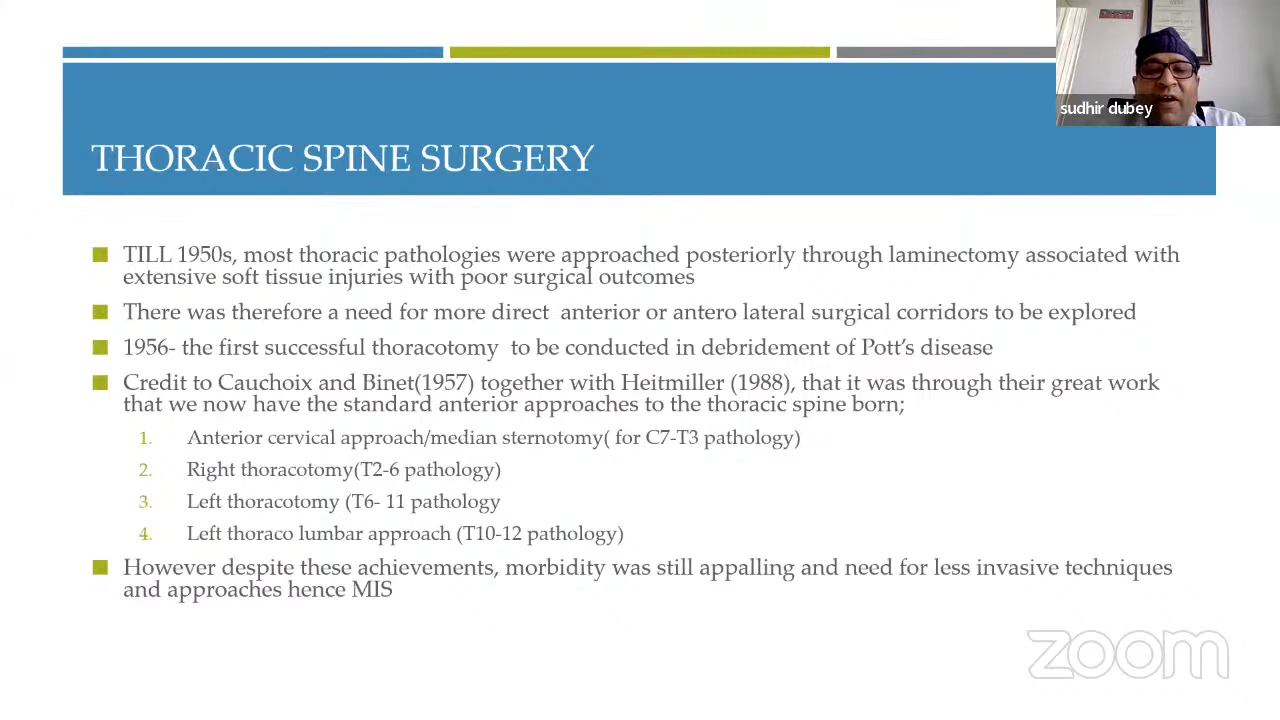 sudhir dubey
THORACIC SPINE SURGERY
TILL 1950s, most thoracic pathologies were approached posteriorly through laminectomy associated with
extensive soft tissue injuries with poor surgical outcomes
There was therefore a need for more direct anterior or antero lateral surgical corridors to be explored
1956- the first successful thoracotomy to be conducted in debridement of Pott's disease
Credit to Cauchoix and Binet(1957) together with Heitmiller (1988), that it was through their great work
that we now have the standard anterior approaches to the thoracic spine born;
1. Anterior cervical approach/median sternotomy( for C7-T3 pathology)
2. Right thoracotomy(T2-6 pathology)
3. Left thoracotomy (T6- 11 pathology
4. Left thoraco lumbar approach (T10-12 pathology)
However despite these achievements, morbidity was still appalling and need for less invasive techniques
and approaches hence MIS
zoom